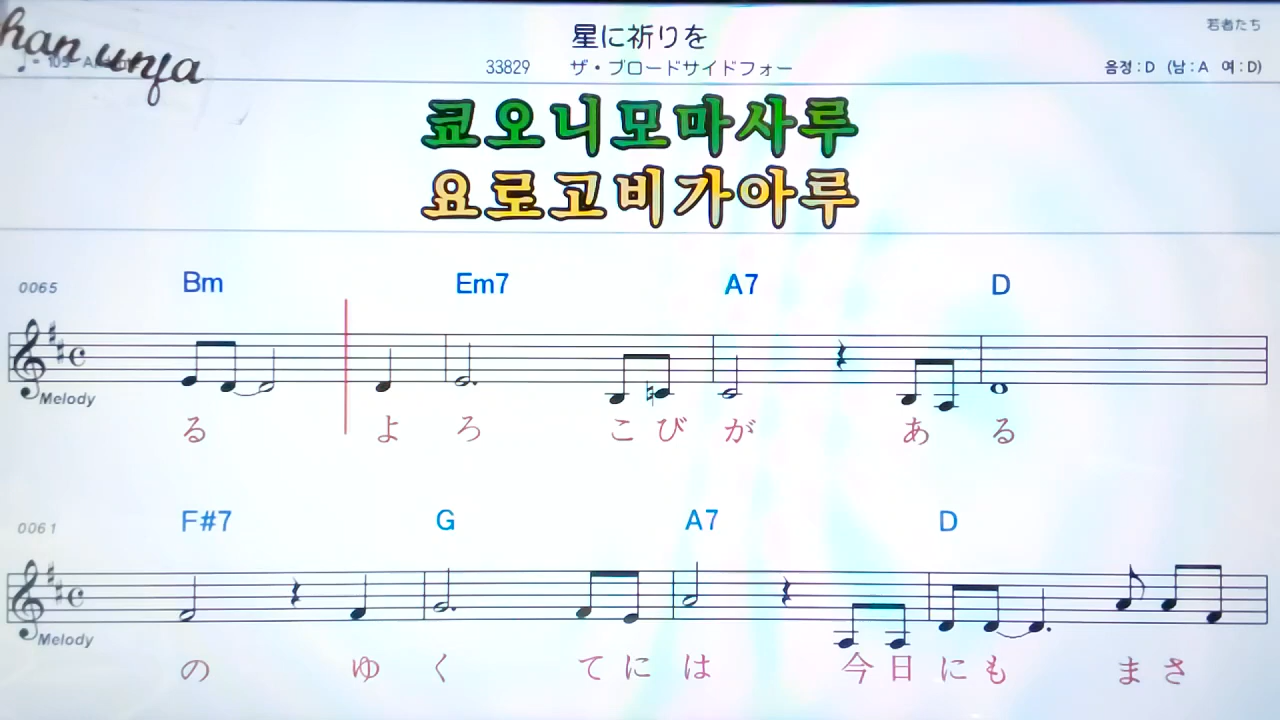 han unja
星に祈りを
若者たち
33829 ザ・ブロードサイドフォー
음정:D (남:A 여:D)
쿄오니모마사루
요로고비가아루
0065 Bm Em7 A7 D
Melody
る よ ろ こ び が あ る
0061 F#7 G A7 D
Melody
の ゆ く て に は 今 日 に も ま さ